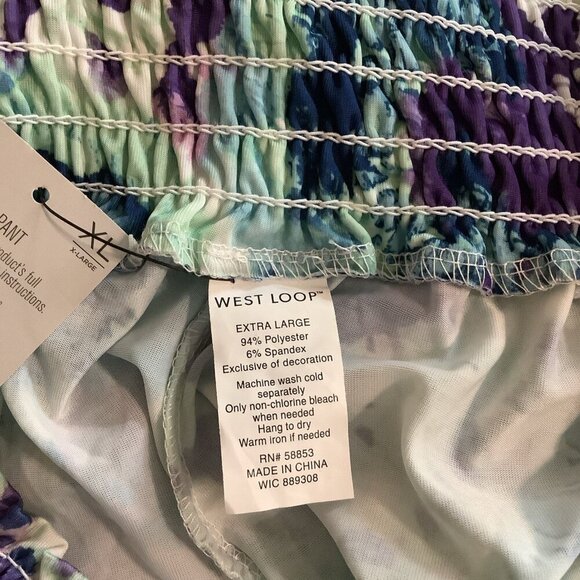 PANT
product's full
instructions.
XL
X-LARGE
WEST LOOP™
EXTRA LARGE
94% Polyester
6% Spandex
Exclusive of decoration
Machine wash cold
separately
Only non-chlorine bleach
when needed
Hang to dry
Warm iron if needed
RN# 58853
MADE IN CHINA
WIC 889308